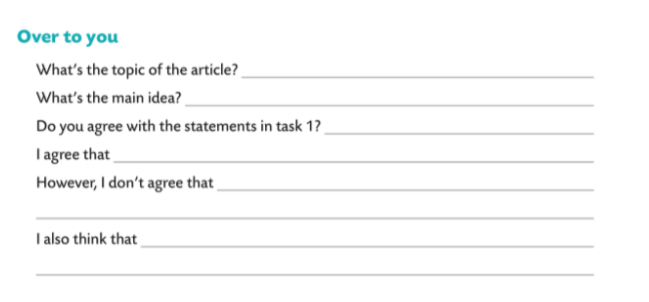 Over to you
What's the topic of the article?
What's the main idea?
Do you agree with the statements in task 1?
I agree that
However, I don't agree that
I also think that